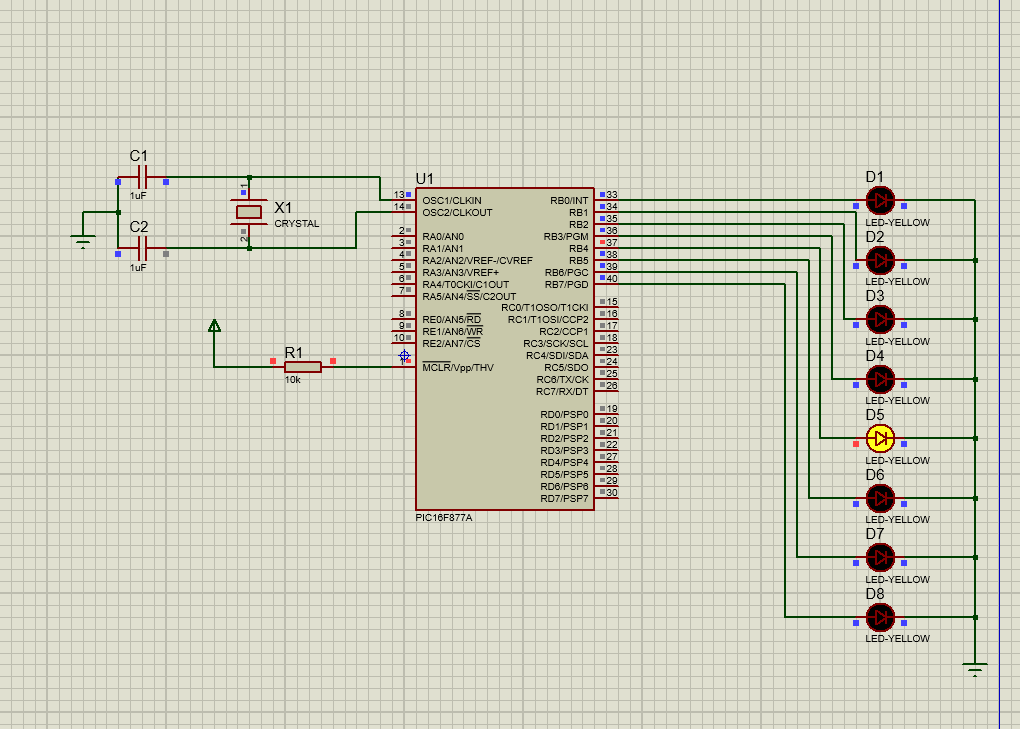 C1
1uF
C2
1uF
X1
CRYSTAL
1
2
R1
10k
U1
13 OSC1/CLKIN
14 OSC2/CLKOUT
2 RA0/AN0
3 RA1/AN1
4 RA2/AN2/VREF-/CVREF
5 RA3/AN3/VREF+
6 RA4/T0CKI/C1OUT
7 RA5/AN4/SS/C2OUT
8 RE0/AN5/RD
9 RE1/AN6/WR
10 RE2/AN7/CS
1 MCLR/Vpp/THV
RB0/INT 33
RB1 34
RB2 35
RB3/PGM 36
RB4 37
RB5 38
RB6/PGC 39
RB7/PGD 40
RC0/T1OSO/T1CKI 15
RC1/T1OSI/CCP2 16
RC2/CCP1 17
RC3/SCK/SCL 18
RC4/SDI/SDA 23
RC5/SDO 24
RC6/TX/CK 25
RC7/RX/DT 26
RD0/PSP0 19
RD1/PSP1 20
RD2/PSP2 21
RD3/PSP3 22
RD4/PSP4 27
RD5/PSP5 28
RD6/PSP6 29
RD7/PSP7 30
PIC16F877A
D1
LED-YELLOW
D2
LED-YELLOW
D3
LED-YELLOW
D4
LED-YELLOW
D5
LED-YELLOW
D6
LED-YELLOW
D7
LED-YELLOW
D8
LED-YELLOW